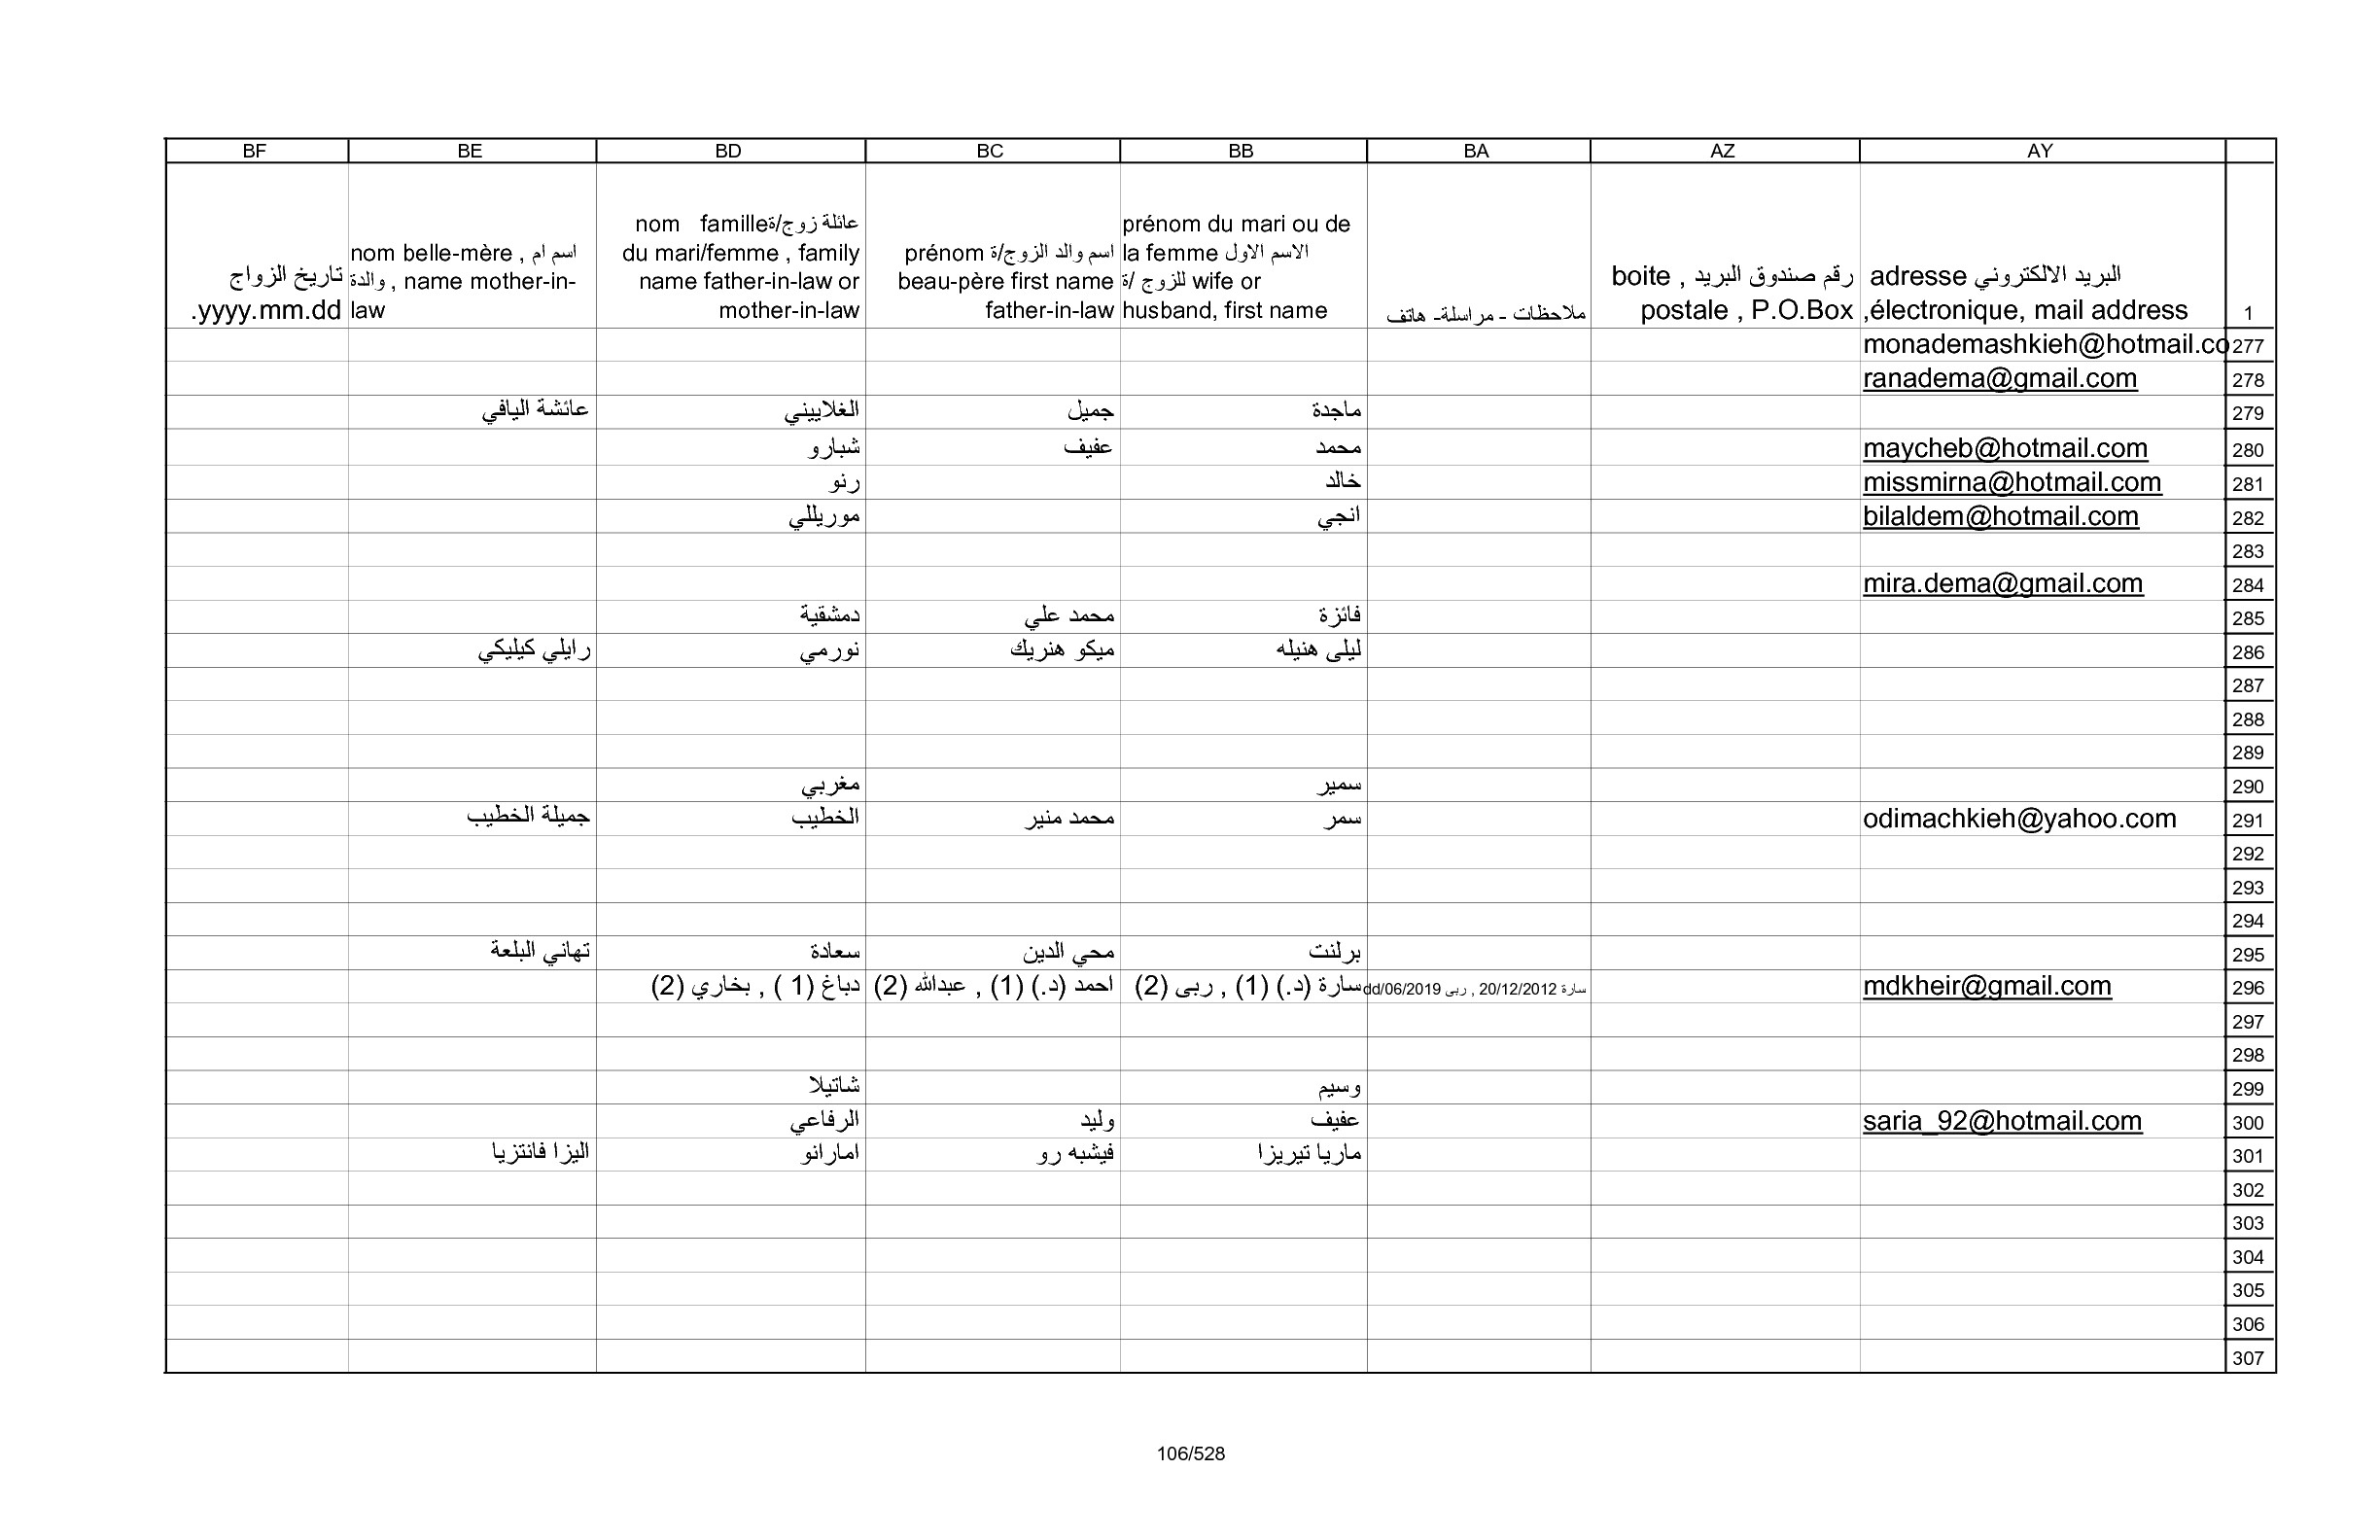 AY AZ BA BB BC BD BE BF
1
البريد الالكتروني adresse électronique, mail address,
رقم صندوق البريد , boite postale , P.O.Box
ملاحظات - مراسلة- هاتف
prénom du mari ou de la femme الاسم الاول للزوج /ة wife or husband, first name
اسم والد الزوج/ة prénom beau-père first name father-in-law
عائلة زوج/ة nom famille du mari/femme , family name father-in-law or mother-in-law
nom belle-mère , اسم ام والدة , name mother-in-law
تاريخ الزواج yyyy.mm.dd.
277 monademashkieh@hotmail.co
278 ranadema@gmail.com
279 ماجدة جميل الغلاييني عائشة اليافي
280 maycheb@hotmail.com محمد عفيف شبارو
281 missmirna@hotmail.com خالد رنو
282 bilaldem@hotmail.com انجي موريللي
283
284 mira.dema@gmail.com
285 فائزة محمد علي دمشقية
286 ليلى هنيله ميكو هنريك نورمي رايلي كيليكي
287
288
289
290 سمير مغربي
291 odimachkieh@yahoo.com سمر محمد منير الخطيب جميلة الخطيب
292
293
294
295 برلنت محي الدين سعادة تهاني البلعة
296 mdkheir@gmail.com سارة 20/12/2012 , ربى dd/06/2019 سارة (د.) (1) , ربى (2) احمد (د.) (1) , عبدالله (2) دباغ (1 ) , بخاري (2)
297
298
299 وسيم شاتيلا
300 saria_92@hotmail.com عفيف وليد الرفاعي
301 ماريا تيريزا فيشبه رو امارانو اليزا فانتزيا
302
303
304
305
306
307
106/528